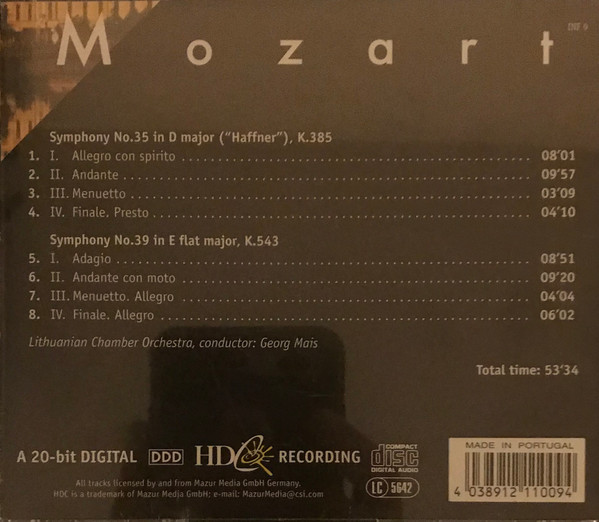 Mozart
Symphony No.35 in D major ("Haffner"), K.385
1. I. Allegro con spirito 08'01
2. II. Andante 09'57
3. III. Menuetto 03'09
4. IV. Finale. Presto 04'10
Symphony No.39 in E flat major, K.543
5. I. Adagio 08'51
6. II. Andante con moto 09'20
7. III. Menuetto. Allegro 04'04
8. IV. Finale. Allegro 06'02
Lithuanian Chamber Orchestra, conductor: Georg Mais
Total time: 53'34
A 20-bit DIGITAL DDD HDC RECORDING COMPACT disc DIGITAL AUDIO
All tracks licensed by and from Mazur Media GmbH Germany.
HDC is a trademark of Mazur Media GmbH; e-mail: MazurMedia@csi.com
LC 5642
MADE IN PORTUGAL
4 038912 110094